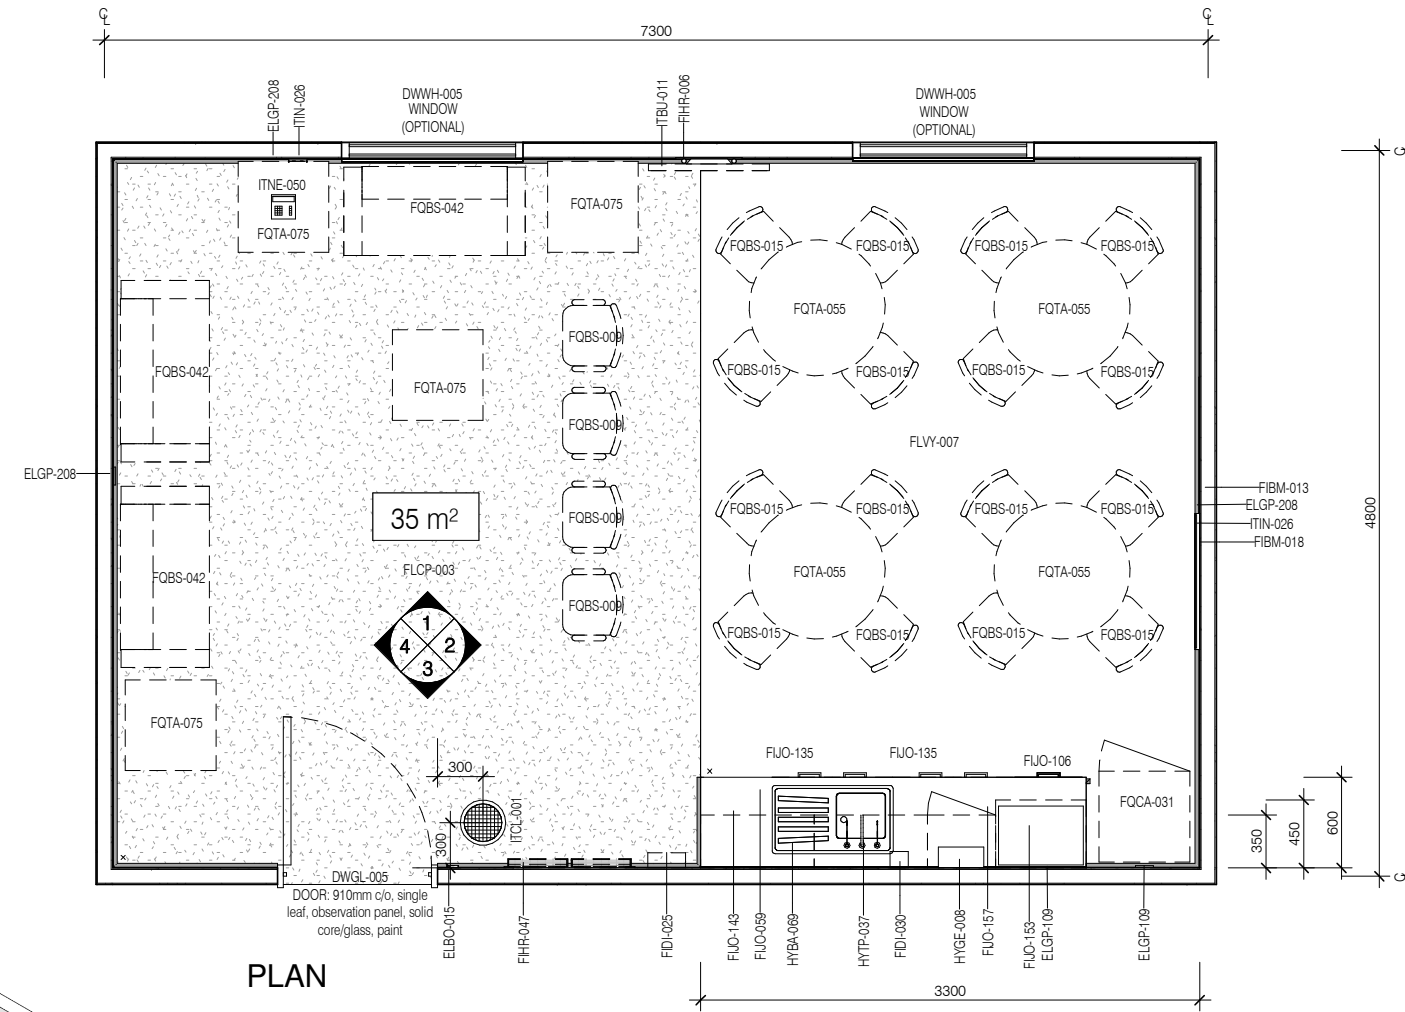 7300
ELGP-208
ITIN-026
DWWH-005
WINDOW
(OPTIONAL)
ITBU-011
FIHR-006
DWWH-005
WINDOW
(OPTIONAL)
ITNE-050
FQTA-075
FQBS-042
FQTA-075
FQBS-015
FQBS-015
FQBS-015
FQBS-015
FQTA-055
FQTA-055
FQBS-009
FQBS-042
FQTA-075
FQBS-015
FQBS-015
FQBS-015
FQBS-015
FQBS-009
FLVY-007
ELGP-208
FIBM-013
ELGP-208
ITIN-026
FIBM-018
4800
35 m²
FQBS-009
FQBS-015
FQBS-015
FQBS-015
FQBS-015
FLCP-003
FQBS-042
FQTA-055
FQTA-055
FQBS-009
1
4
2
3
FQBS-015
FQBS-015
FQBS-015
FQBS-015
FQTA-075
FIJO-135
FIJO-135
FIJO-106
300
FQCA-031
ITCL-001
300
350
450
600
DWGL-005
DOOR: 910mm c/o, single
leaf, observation panel, solid
core/glass, paint
ELBO-015
FIHR-047
FIDI-025
FIJO-143
FIJO-059
HYBA-069
HYTP-037
FIDI-030
HYGE-008
FIJO-157
FIJO-153
ELGP-109
ELGP-109
PLAN
3300